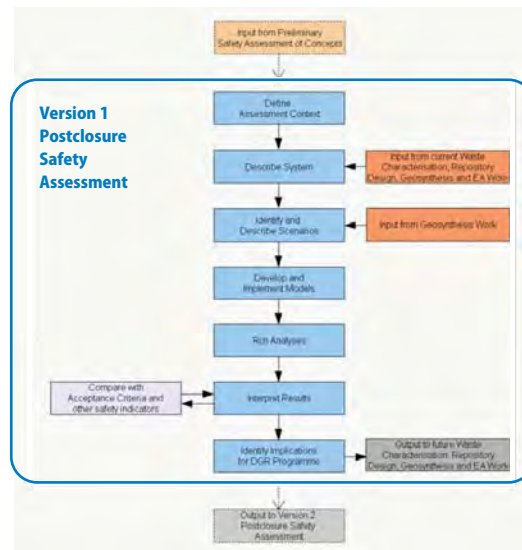 Input from Preliminary
Safety Assessment of Concepts
Version 1
Postclosure
Safety
Assessment
Define
Assessment Context
Describe System
Input from current Waste
Characterisation, Repository
Design, Geosynthesis and EA Work
Identify and
Describe Scenarios
Input from Geosynthesis Work
Develop and
Implement Models
Run Analyses
Compare with
Acceptance Criteria and
other safety indicators
Interpret Results
Identify Implications
for DGR Programme
Output to future Waste
Characterisation, Repository
Design, Geosynthesis and EA Work
Output to Version 2
Postclosure Safety
Assessment